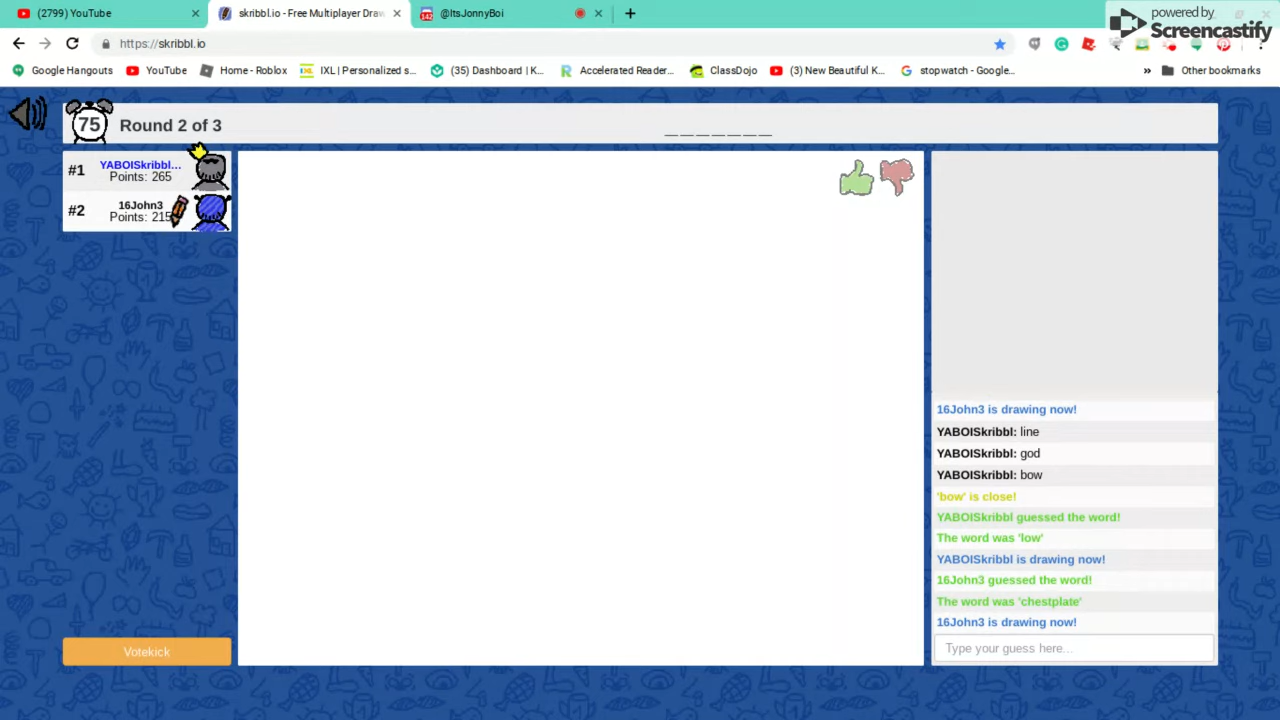 (2799) YouTube
skribbl.io - Free Multiplayer Draw
@ItsJonnyBoi
powered by
Screencastify
https://skribbl.io
Google Hangouts
YouTube
Home - Roblox
IXL | Personalized s...
(35) Dashboard | K...
Accelerated Reader...
ClassDojo
(3) New Beautiful K...
stopwatch - Google...
»
Other bookmarks
75
Round 2 of 3
_ _ _ _ _ _ _
#1
YABOISkribbl...
Points: 265
#2
16John3
Points: 215
16John3 is drawing now!
YABOISkribbl: line
YABOISkribbl: god
YABOISkribbl: bow
'bow' is close!
YABOISkribbl guessed the word!
The word was 'low'
YABOISkribbl is drawing now!
16John3 guessed the word!
The word was 'chestplate'
16John3 is drawing now!
Type your guess here...
Votekick